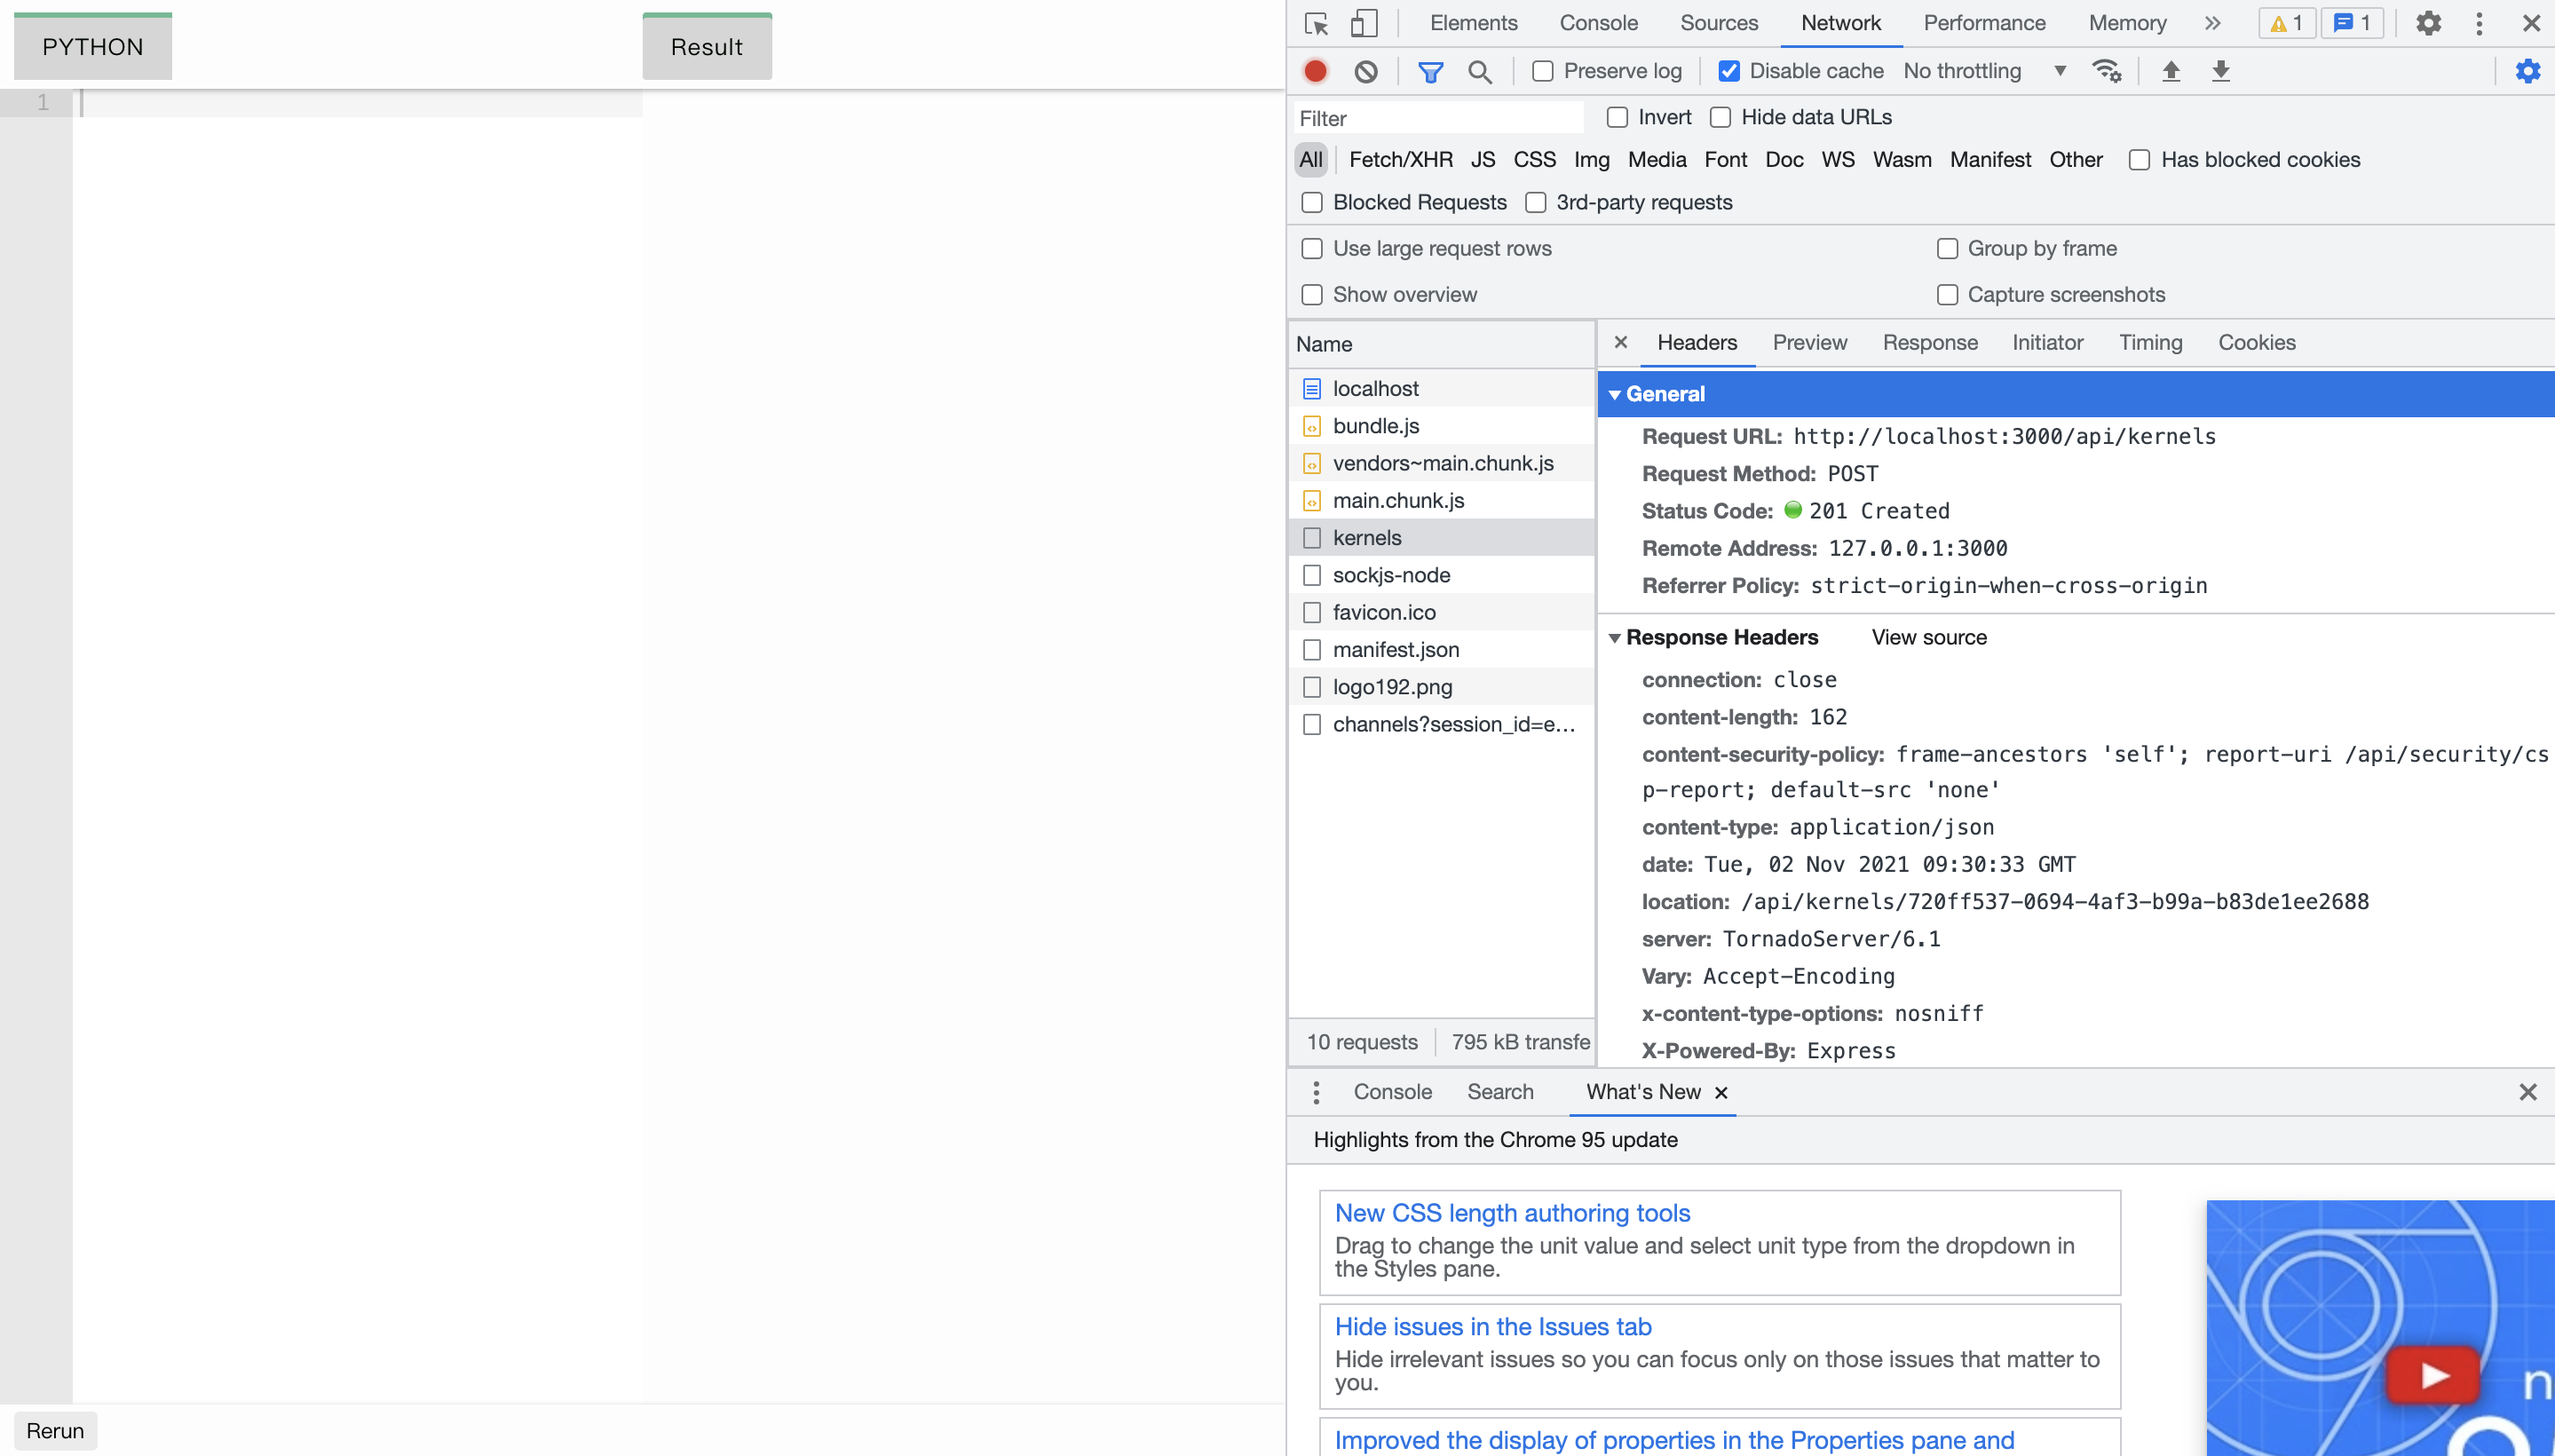 PYTHON
Result
1
Rerun
Elements Console Sources Network Performance Memory » 1 1
Preserve log Disable cache No throttling
Filter Invert Hide data URLs
All Fetch/XHR JS CSS Img Media Font Doc WS Wasm Manifest Other Has blocked cookies
Blocked Requests 3rd-party requests
Use large request rows Group by frame
Show overview Capture screenshots
Name
localhost
bundle.js
vendors~main.chunk.js
main.chunk.js
kernels
sockjs-node
favicon.ico
manifest.json
logo192.png
channels?session_id=e...
10 requests 795 kB transfe
Headers Preview Response Initiator Timing Cookies
General
Request URL: http://localhost:3000/api/kernels
Request Method: POST
Status Code: 201 Created
Remote Address: 127.0.0.1:3000
Referrer Policy: strict-origin-when-cross-origin
Response Headers View source
connection: close
content-length: 162
content-security-policy: frame-ancestors 'self'; report-uri /api/security/cs
p-report; default-src 'none'
content-type: application/json
date: Tue, 02 Nov 2021 09:30:33 GMT
location: /api/kernels/720ff537-0694-4af3-b99a-b83de1ee2688
server: TornadoServer/6.1
Vary: Accept-Encoding
x-content-type-options: nosniff
X-Powered-By: Express
Console Search What's New
Highlights from the Chrome 95 update
New CSS length authoring tools
Drag to change the unit value and select unit type from the dropdown in
the Styles pane.
Hide issues in the Issues tab
Hide irrelevant issues so you can focus only on those issues that matter to
you.
Improved the display of properties in the Properties pane and